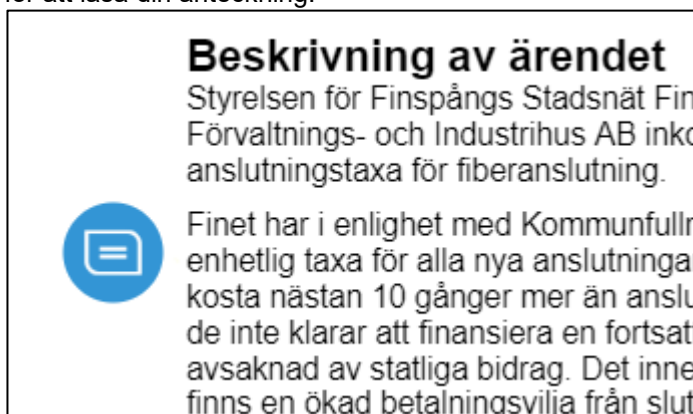 för att läsa din anteckning.
Beskrivning av ärendet
Styrelsen för Finspångs Stadsnät Fin
Förvaltnings- och Industrihus AB inko
anslutningstaxa för fiberanslutning.
Finet har i enlighet med Kommunfullm
enhetlig taxa för alla nya anslutningar
kosta nästan 10 gånger mer än anslu
de inte klarar att finansiera en fortsatt
avsaknad av statliga bidrag. Det inne
finns en ökad betalningsvilja från slut